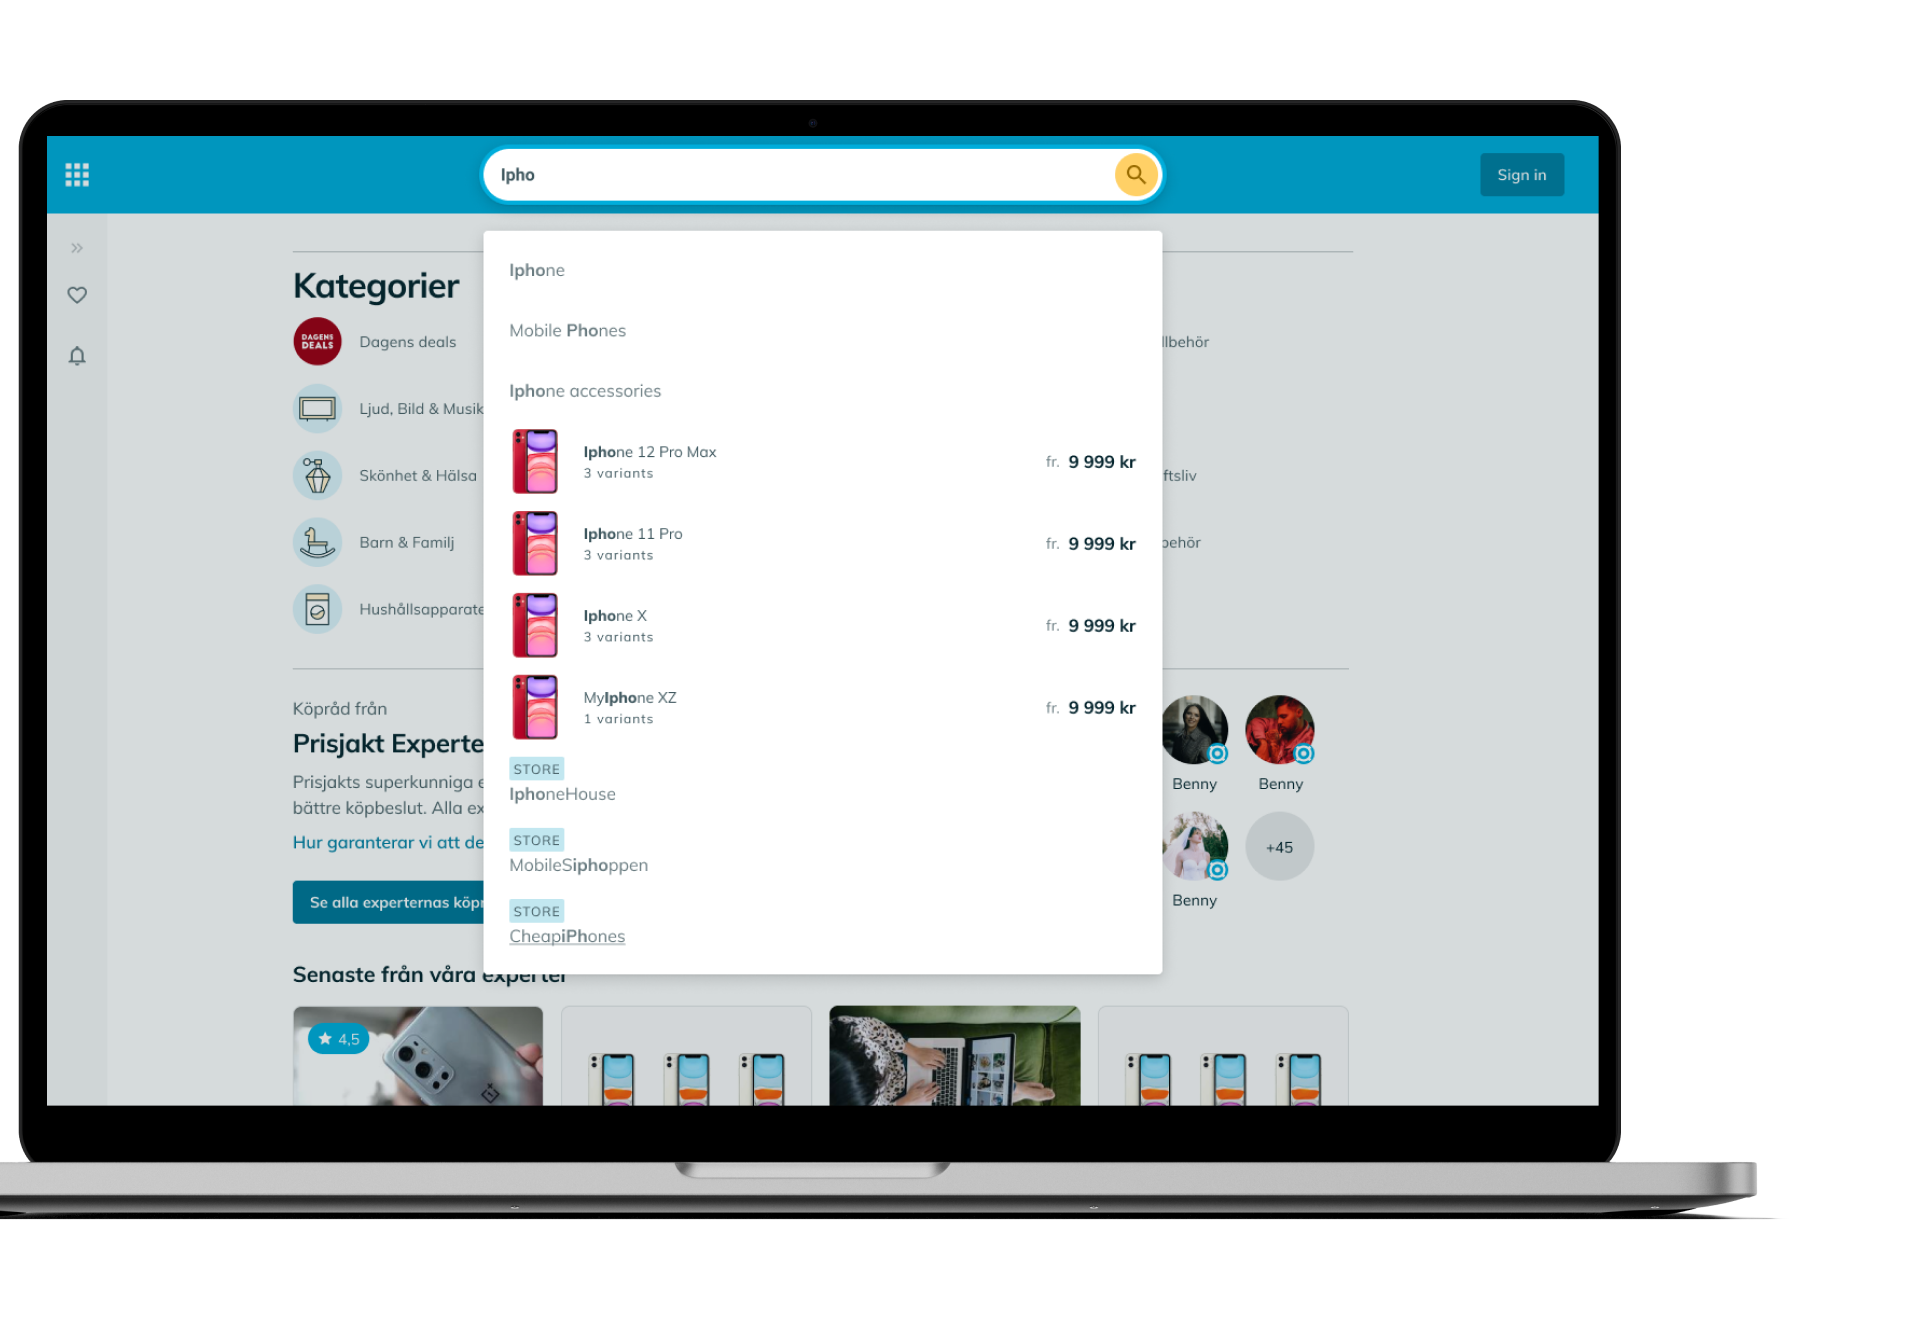 Ipho
Sign in
Iphone
Mobile Phones
Iphone accessories
Iphone 12 Pro Max
3 variants
fr. 9 999 kr
Iphone 11 Pro
3 variants
fr. 9 999 kr
Iphone X
3 variants
fr. 9 999 kr
MyIphone XZ
1 variants
fr. 9 999 kr
STORE
IphoneHouse
STORE
MobileSiphoppen
STORE
CheapiPhones
Kategorier
DAGENS
DEALS
Dagens deals
Ljud, Bild & Musik
Skönhet & Hälsa
Barn & Familj
Hushållsapparate
llbehör
ftsliv
behör
Köpråd från
Prisjakt Experte
Prisjakts superkunniga e
bättre köpbeslut. Alla ex
Hur garanterar vi att de
Se alla experternas köpr
Benny
Benny
Benny
+45
Senaste från våra experter
4,5